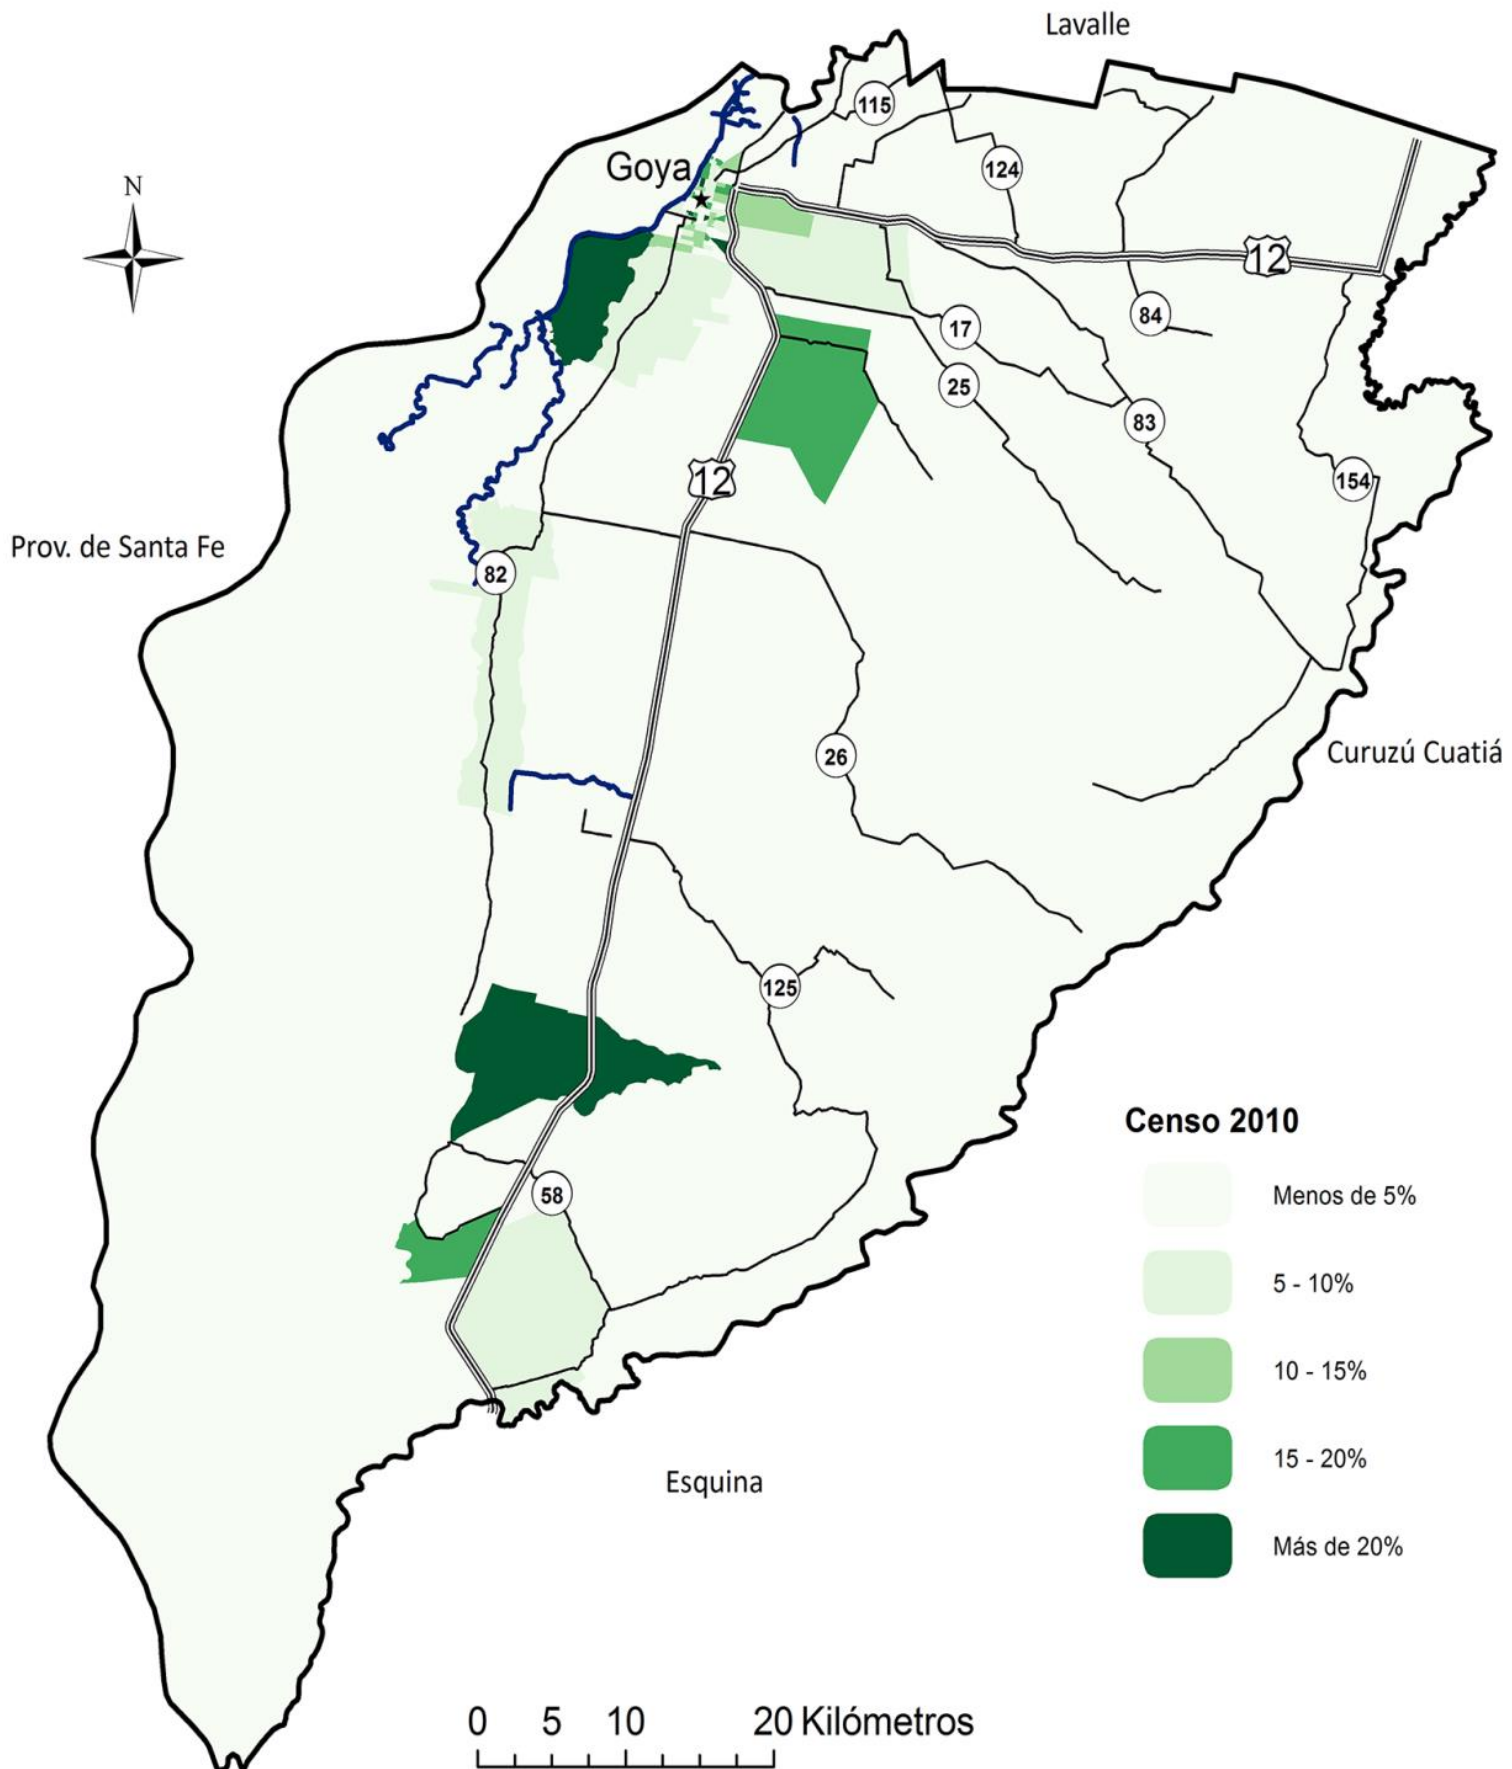 Lavalle
115
N
Goya
124
12
84
17
25
83
12
154
Prov. de Santa Fe
82
26
Curuzú Cuatiá
125
Censo 2010
Menos de 5%
58
5 - 10%
10 - 15%
15 - 20%
Esquina
Más de 20%
0 5 10 20 Kilómetros